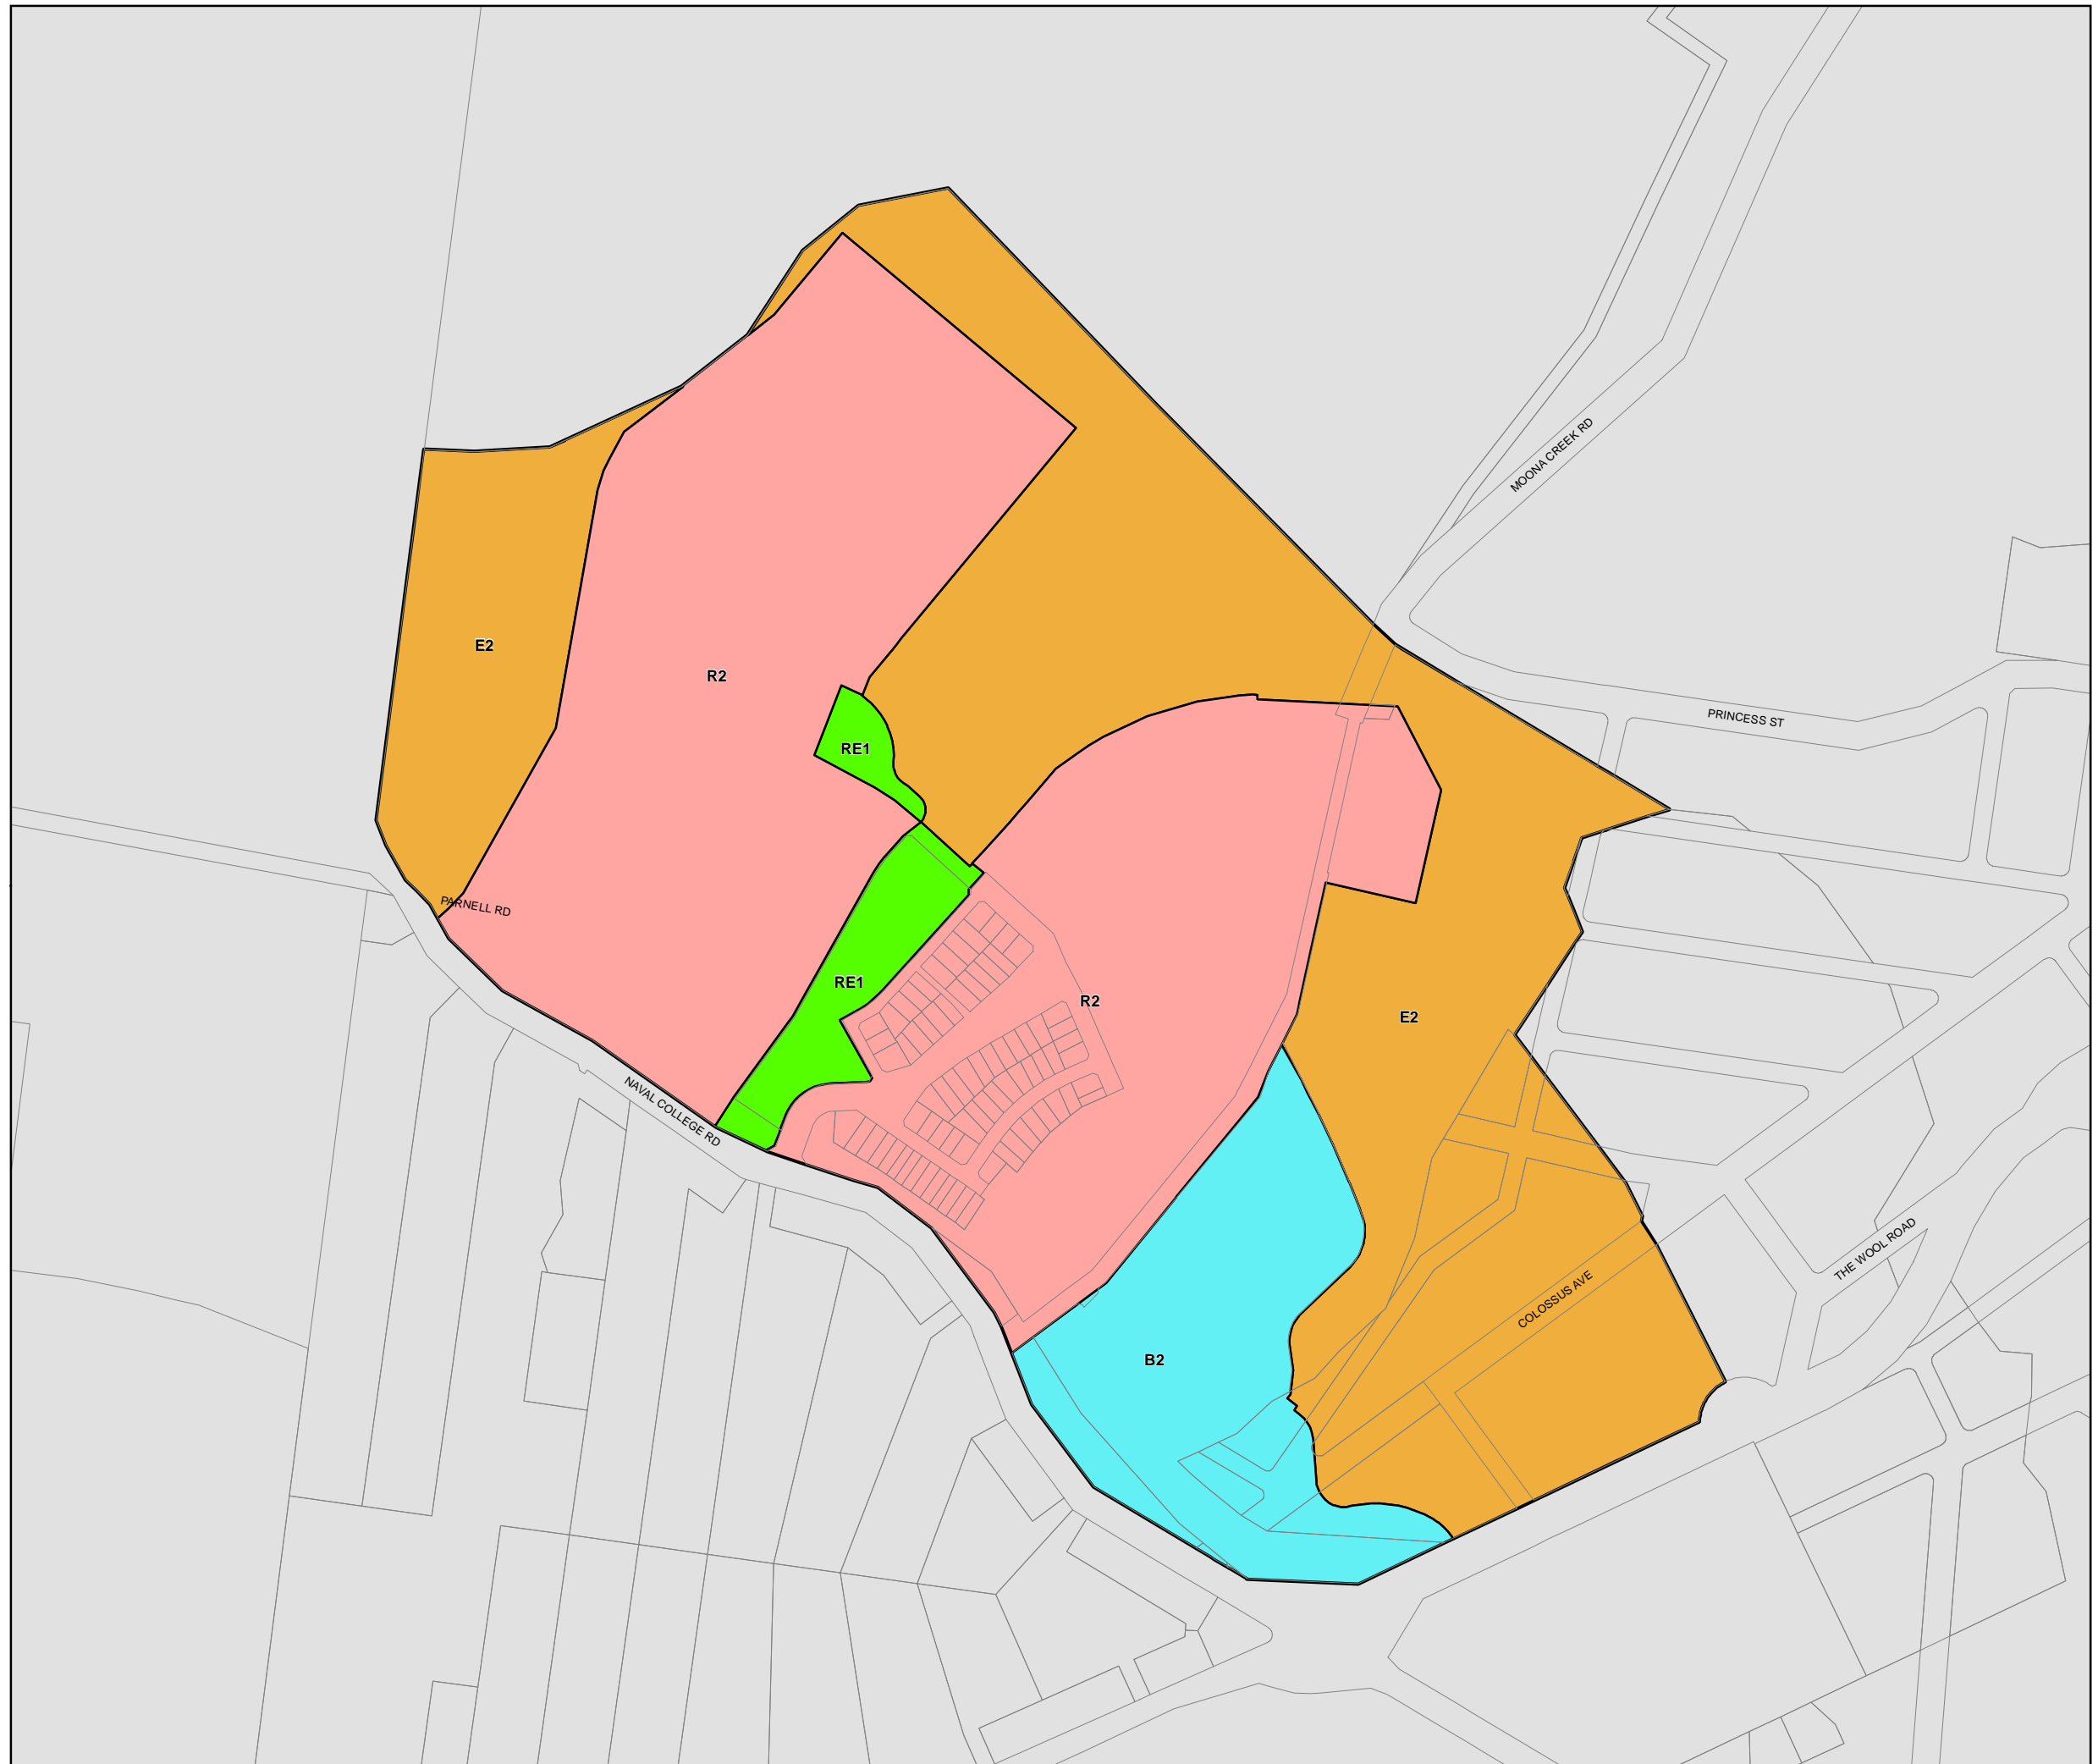 MOONA CREEK RD
E2
R2
PRINCESS ST
RE1
PARNELL RD
RE1
R2
E2
NAVAL COLLEGE RD
THE WOOL ROAD
COLOSSUS AVE
B2